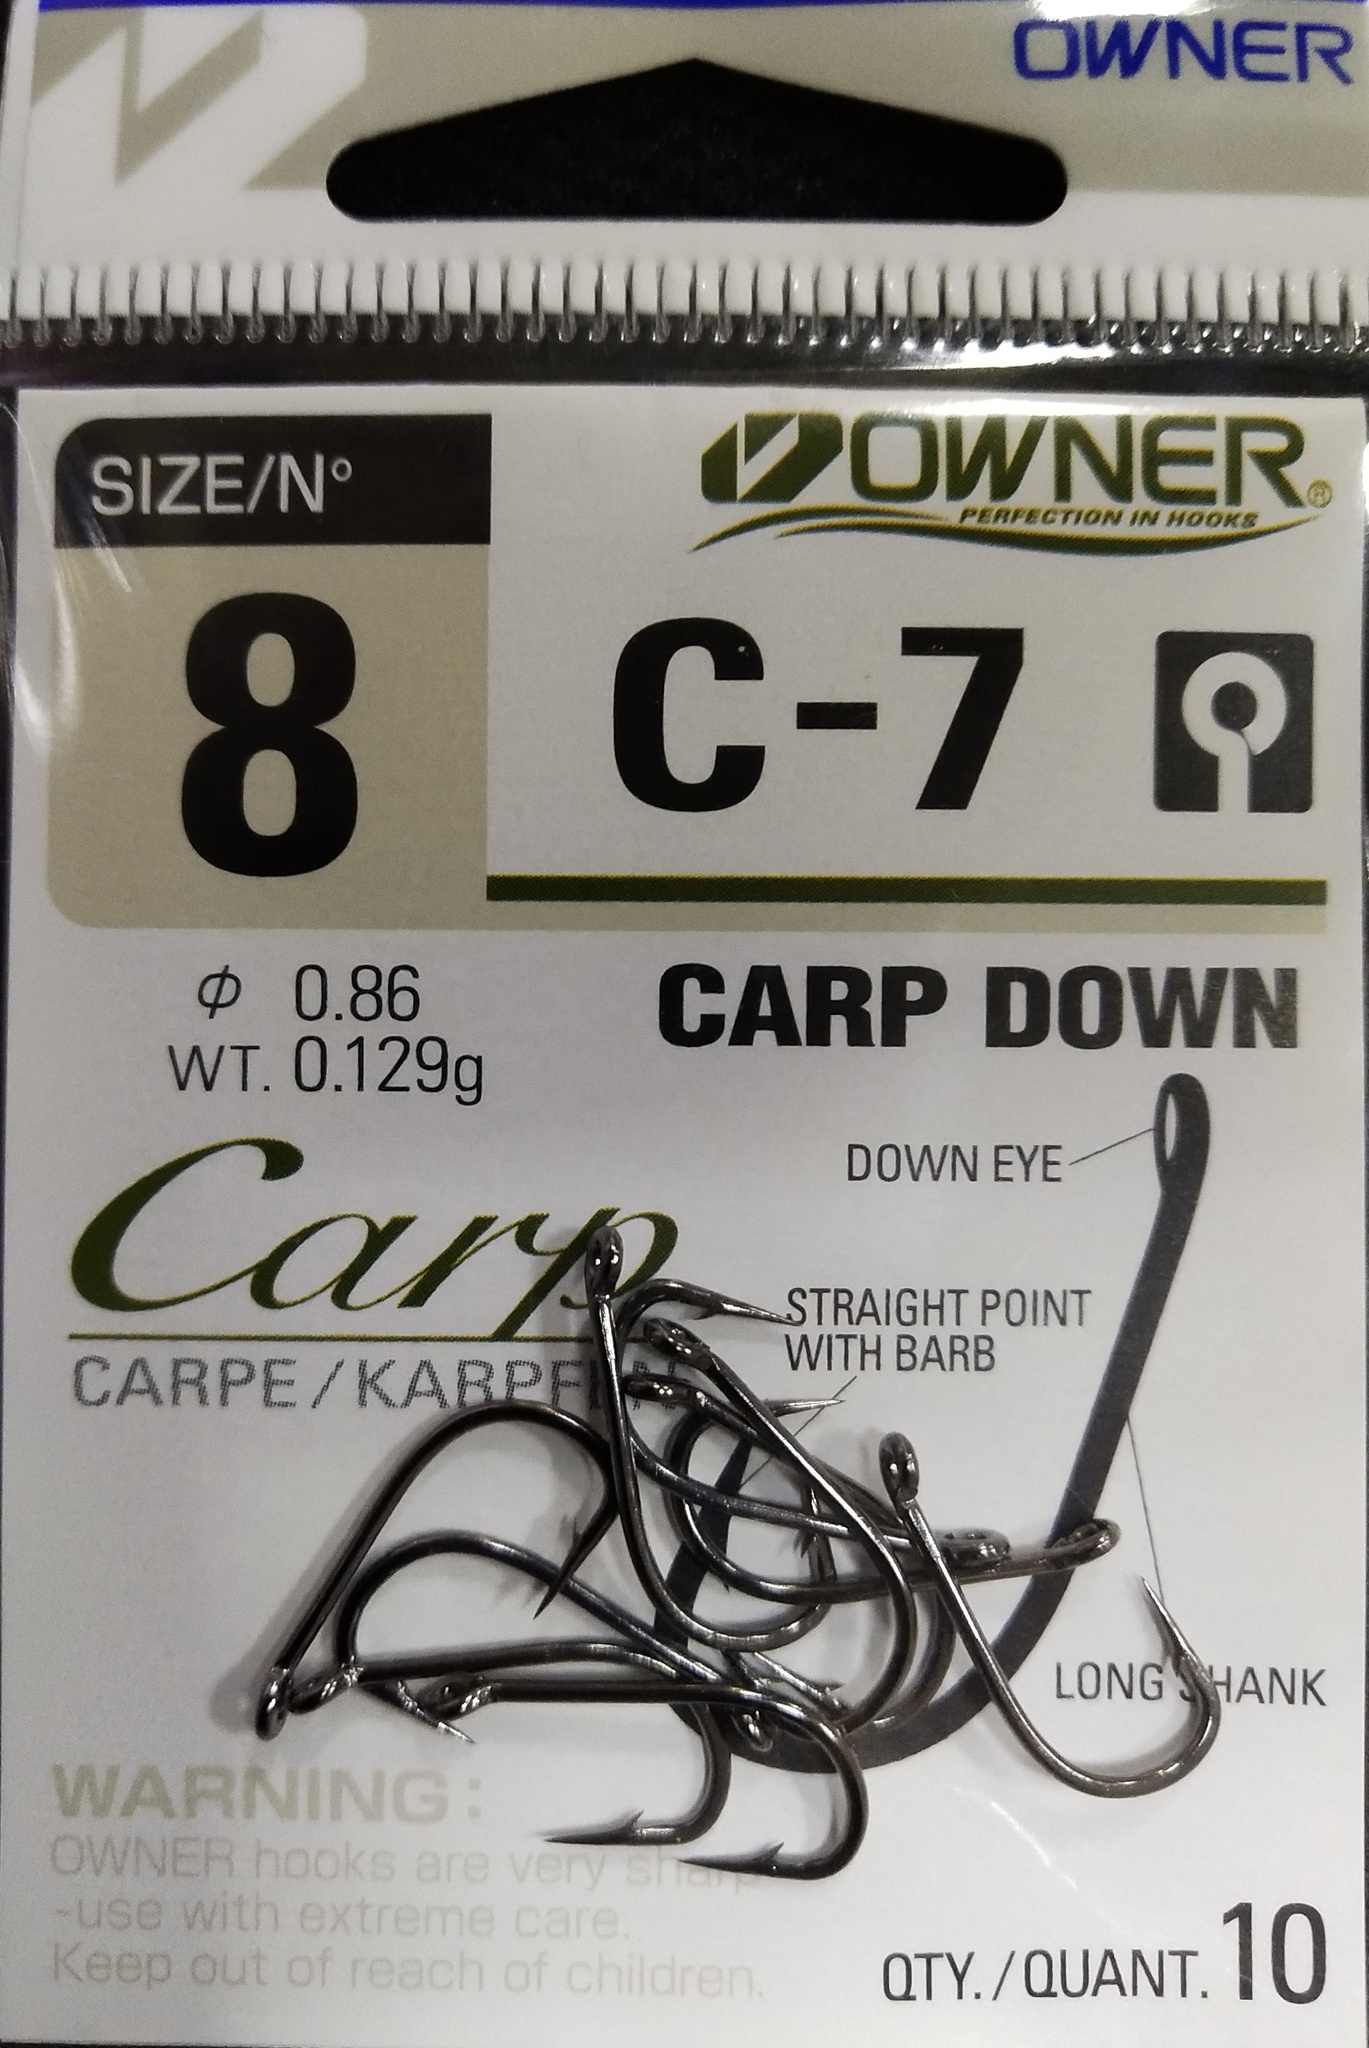 OWNER
SIZE/Nº
OWNER®
PERFECTION IN HOOKS
8
C-7
Φ 0.86
WT. 0.129g
CARP DOWN
DOWN EYE
Carp
STRAIGHT POINT
WITH BARB
CARPE/KARPFEN
LONG SHANK
WARNING:
OWNER hooks are very sharp
-use with extreme care.
Keep out of reach of children.
QTY./QUANT. 10